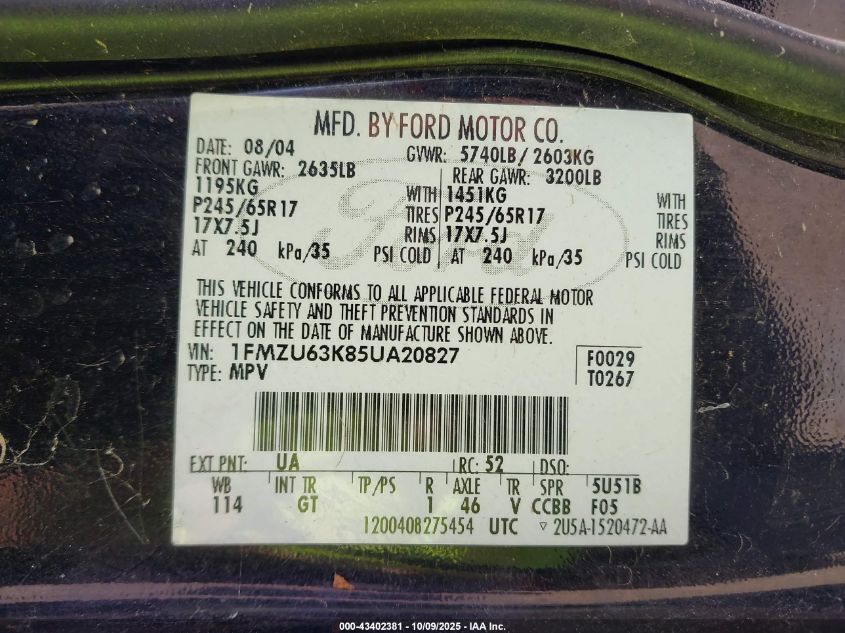 MFD. BY FORD MOTOR CO.
DATE: 08/04 GVWR: 5740LB / 2603KG
FRONT GAWR: 2635LB REAR GAWR: 3200LB
1195KG WITH 1451KG WITH
P245/65R17 TIRES P245/65R17 TIRES
17X7.5J RIMS 17X7.5J RIMS
AT 240 kPa/35 PSI COLD AT 240 kPa/35 PSI COLD
Ford
THIS VEHICLE CONFORMS TO ALL APPLICABLE FEDERAL MOTOR
VEHICLE SAFETY AND THEFT PREVENTION STANDARDS IN
EFFECT ON THE DATE OF MANUFACTURE SHOWN ABOVE.
VIN: 1FMZU63K85UA20827 F0029
TYPE: MPV T0267
EXT PNT: UA RC: 52 DSO:
WB INT TR TP/PS R AXLE TR SPR 5U51B
114 GT 1 46 V CCBB F05
1200408275454 UTC ▽ 2U5A-1520472-AA
000-43402381 - 10/09/2025 - IAA Inc.